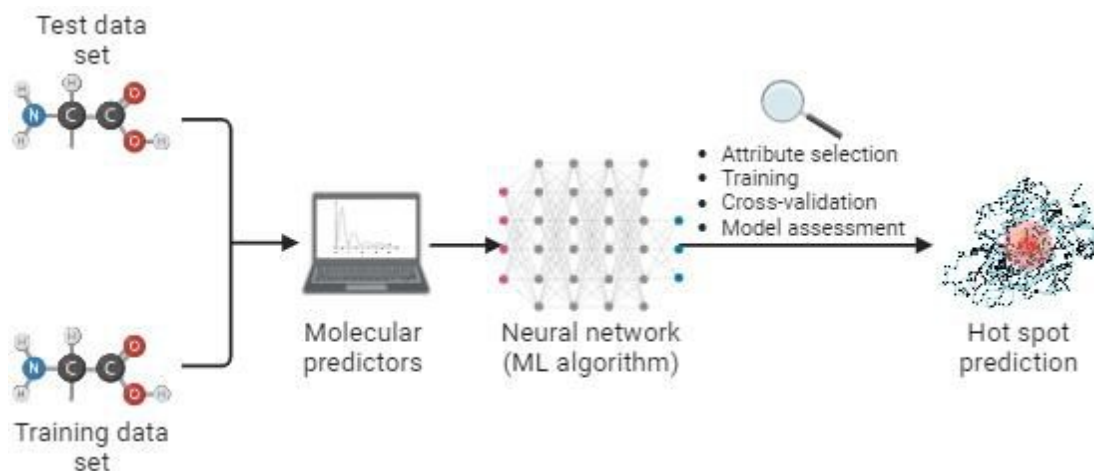 Test data
set
H
H
N
C
C
O
O
H
H
Attribute selection
Training
Cross-validation
Model assessment
H
H
N
C
C
O
O
H
H
Molecular
predictors
Neural network
(ML algorithm)
Hot spot
prediction
Training data
set